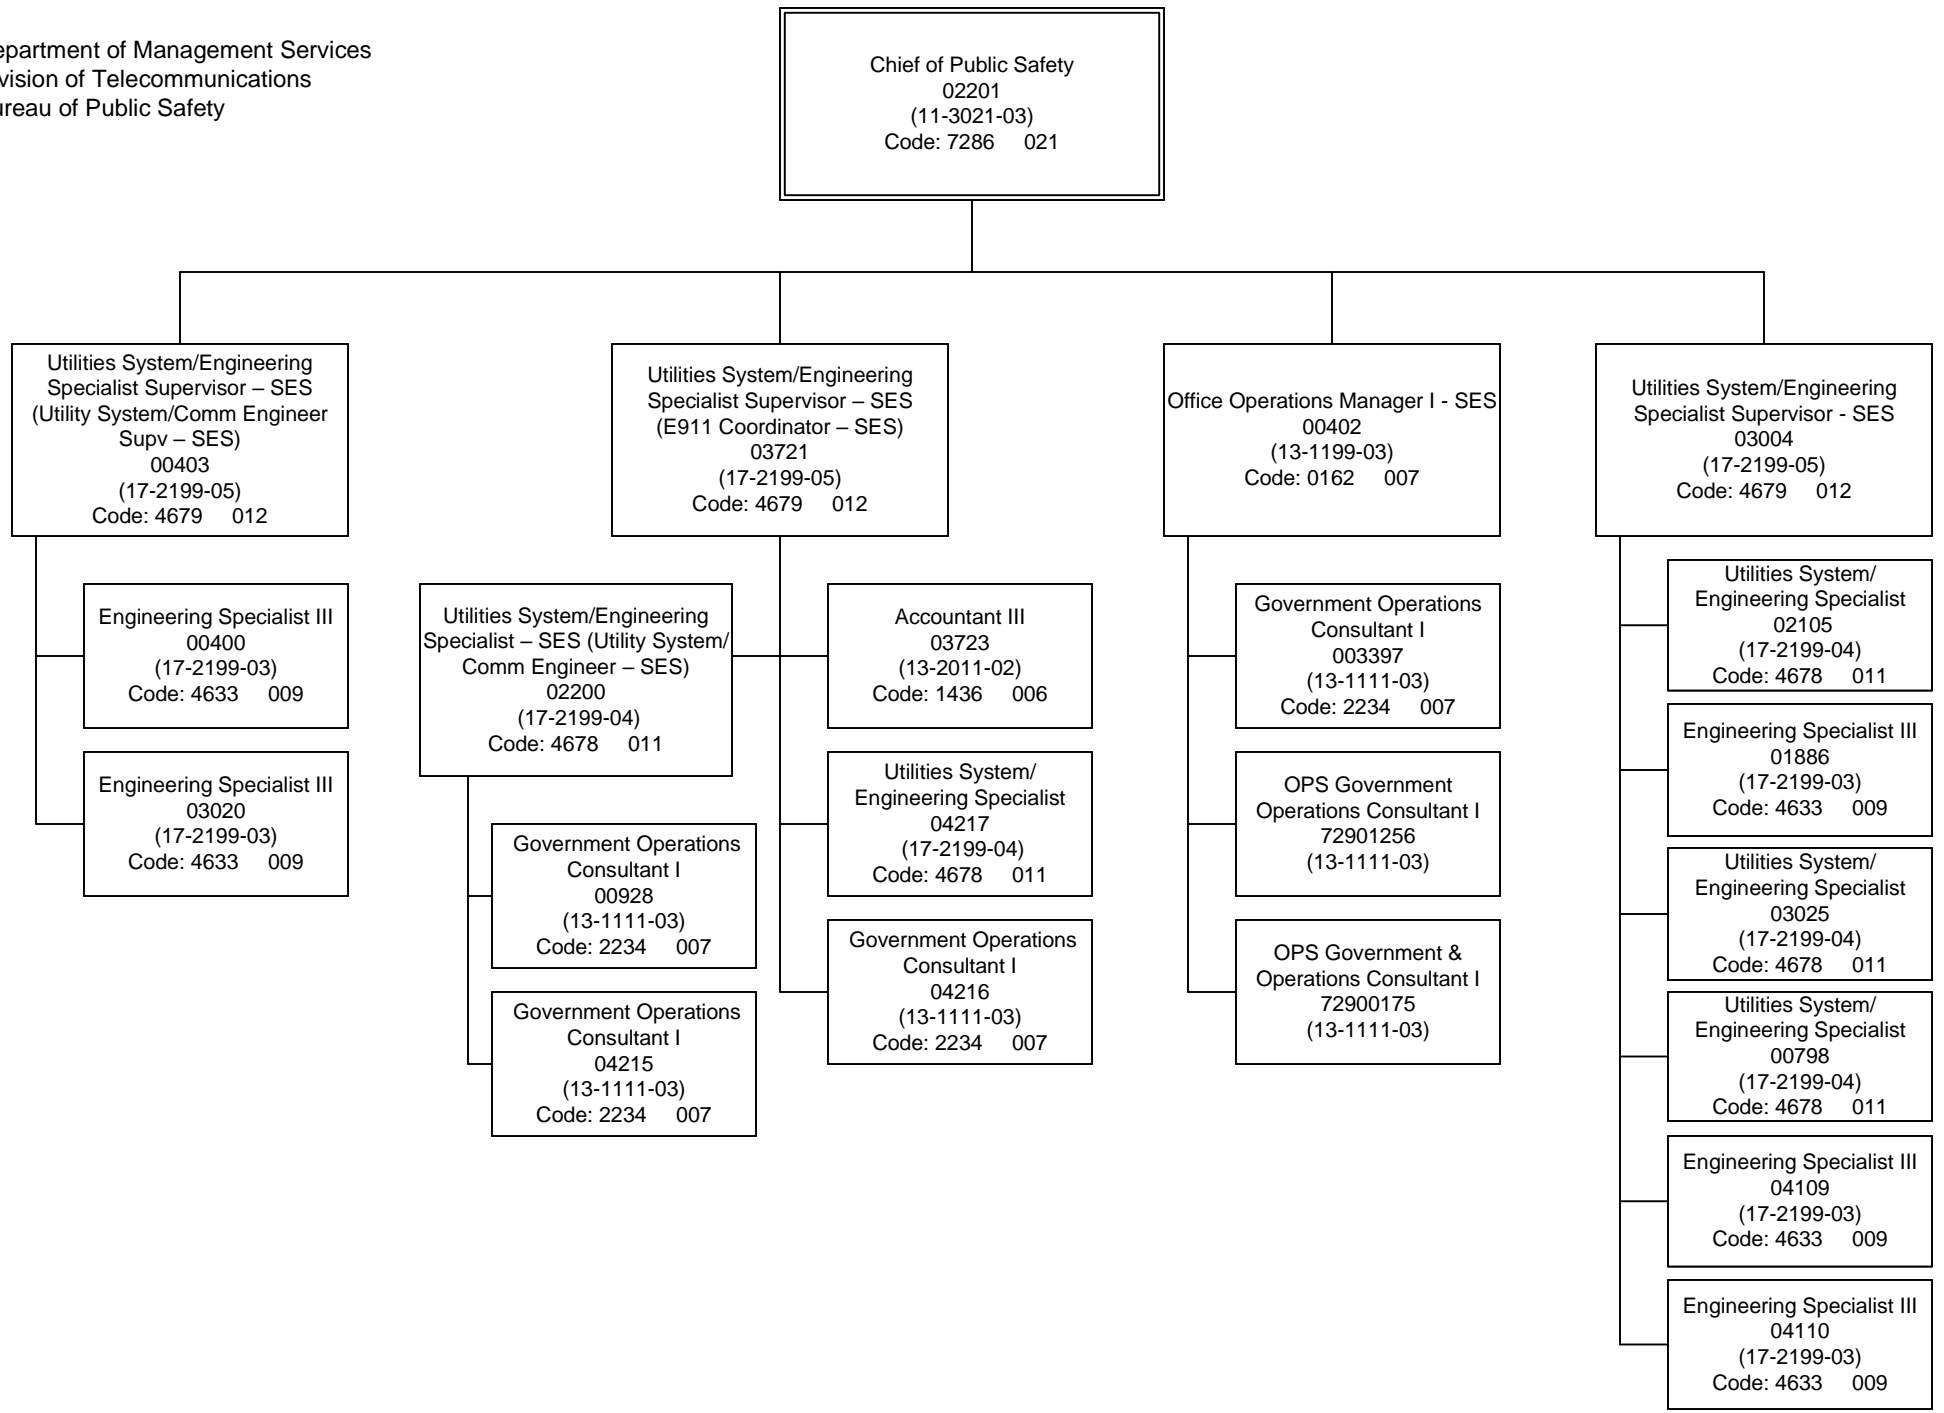 epartment of Management Services
vision of Telecommunications
ureau of Public Safety
Chief of Public Safety
02201
(11-3021-03)
Code: 7286 021
Utilities System/Engineering
Specialist Supervisor – SES
(Utility System/Comm Engineer
Supv – SES)
00403
(17-2199-05)
Code: 4679 012
Engineering Specialist III
00400
(17-2199-03)
Code: 4633 009
Engineering Specialist III
03020
(17-2199-03)
Code: 4633 009
Utilities System/Engineering
Specialist Supervisor – SES
(E911 Coordinator – SES)
03721
(17-2199-05)
Code: 4679 012
Utilities System/Engineering
Specialist – SES (Utility System/
Comm Engineer – SES)
02200
(17-2199-04)
Code: 4678 011
Government Operations
Consultant I
00928
(13-1111-03)
Code: 2234 007
Government Operations
Consultant I
04215
(13-1111-03)
Code: 2234 007
Accountant III
03723
(13-2011-02)
Code: 1436 006
Utilities System/
Engineering Specialist
04217
(17-2199-04)
Code: 4678 011
Government Operations
Consultant I
04216
(13-1111-03)
Code: 2234 007
Office Operations Manager I - SES
00402
(13-1199-03)
Code: 0162 007
Government Operations
Consultant I
003397
(13-1111-03)
Code: 2234 007
OPS Government
Operations Consultant I
72901256
(13-1111-03)
OPS Government &
Operations Consultant I
72900175
(13-1111-03)
Utilities System/Engineering
Specialist Supervisor - SES
03004
(17-2199-05)
Code: 4679 012
Utilities System/
Engineering Specialist
02105
(17-2199-04)
Code: 4678 011
Engineering Specialist III
01886
(17-2199-03)
Code: 4633 009
Utilities System/
Engineering Specialist
03025
(17-2199-04)
Code: 4678 011
Utilities System/
Engineering Specialist
00798
(17-2199-04)
Code: 4678 011
Engineering Specialist III
04109
(17-2199-03)
Code: 4633 009
Engineering Specialist III
04110
(17-2199-03)
Code: 4633 009